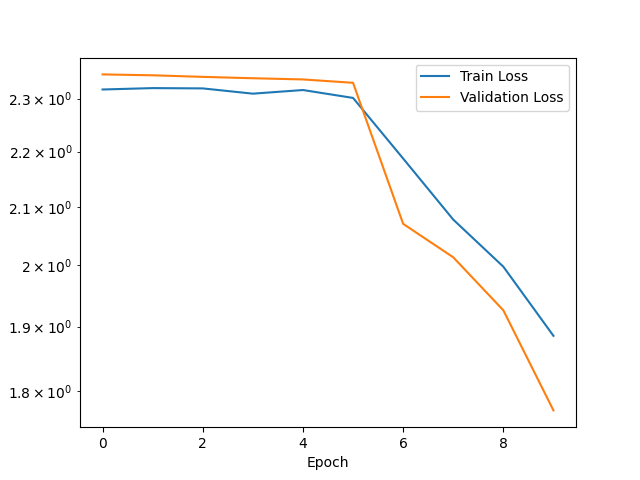 Train Loss
Validation Loss
2.3 × 10⁰
2.2 × 10⁰
2.1 × 10⁰
2 × 10⁰
1.9 × 10⁰
1.8 × 10⁰
0 2 4 6 8
Epoch